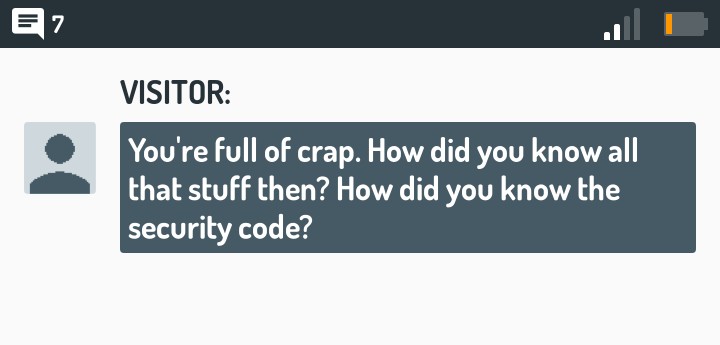 7
VISITOR:
You're full of crap. How did you know all
that stuff then? How did you know the
security code?